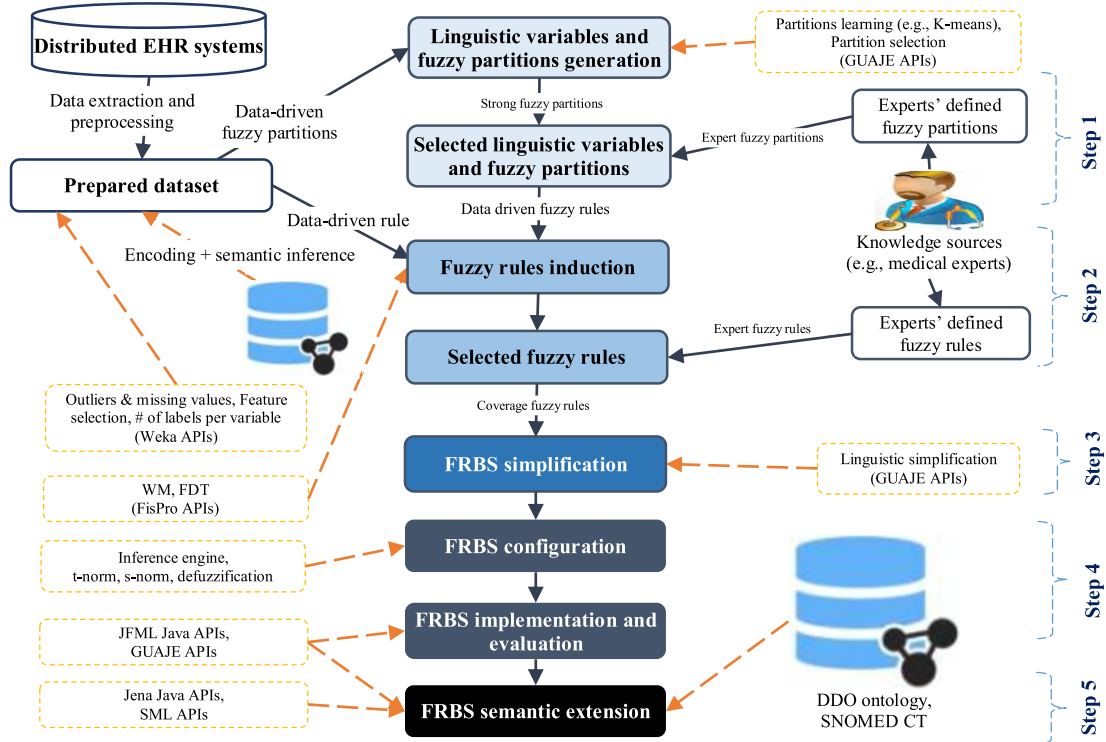 Distributed EHR systems
Data extraction and
preprocessing
Data-driven
fuzzy partitions
Prepared dataset
Data-driven rule
Encoding + semantic inference
Linguistic variables and
fuzzy partitions generation
Strong fuzzy partitions
Selected linguistic variables
and fuzzy partitions
Data driven fuzzy rules
Fuzzy rules induction
Selected fuzzy rules
Coverage fuzzy rules
FRBS simplification
FRBS configuration
FRBS implementation and
evaluation
FRBS semantic extension
Partitions learning (e.g., K-means),
Partition selection
(GUAJE APIs)
Experts’ defined
fuzzy partitions
Expert fuzzy partitions
Knowledge sources
(e.g., medical experts)
Expert fuzzy rules
Experts’ defined
fuzzy rules
Linguistic simplification
(GUAJE APIs)
DDO ontology,
SNOMED CT
Outliers & missing values, Feature
selection, # of labels per variable
(Weka APIs)
WM, FDT
(FisPro APIs)
Inference engine,
t-norm, s-norm, defuzzification
JFML Java APIs,
GUAJE APIs
Jena Java APIs,
SML APIs
Step 1
Step 2
Step 3
Step 4
Step 5